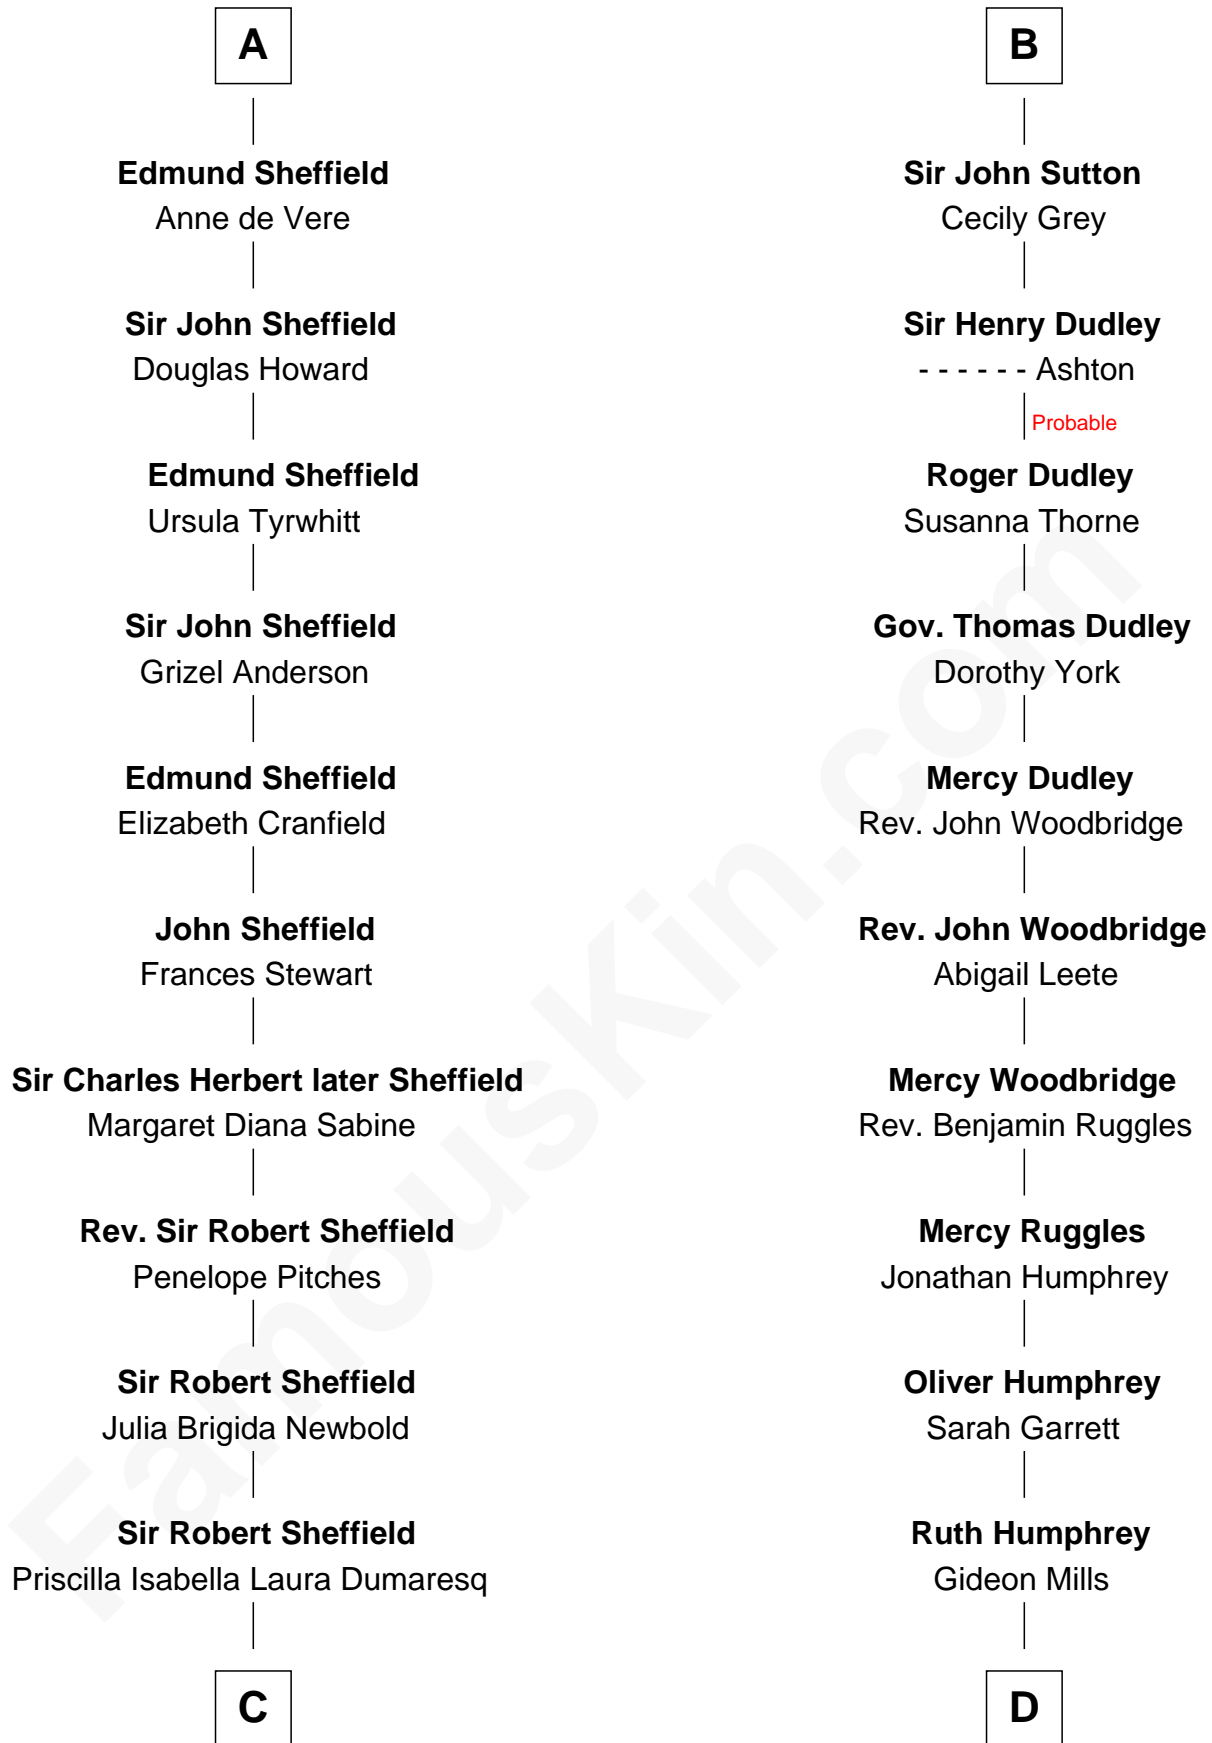 A
Edmund Sheffield
Anne de Vere
Sir John Sheffield
Douglas Howard
Edmund Sheffield
Ursula Tyrwhitt
Sir John Sheffield
Grizel Anderson
Edmund Sheffield
Elizabeth Cranfield
John Sheffield
Frances Stewart
Sir Charles Herbert later Sheffield
Margaret Diana Sabine
Rev. Sir Robert Sheffield
Penelope Pitches
Sir Robert Sheffield
Julia Brigida Newbold
Sir Robert Sheffield
Priscilla Isabella Laura Dumaresq
C
B
Sir John Sutton
Cecily Grey
Sir Henry Dudley
- - - - - - Ashton
Probable
Roger Dudley
Susanna Thorne
Gov. Thomas Dudley
Dorothy York
Mercy Dudley
Rev. John Woodbridge
Rev. John Woodbridge
Abigail Leete
Mercy Woodbridge
Rev. Benjamin Ruggles
Mercy Ruggles
Jonathan Humphrey
Oliver Humphrey
Sarah Garrett
Ruth Humphrey
Gideon Mills
D
FamousKin.com